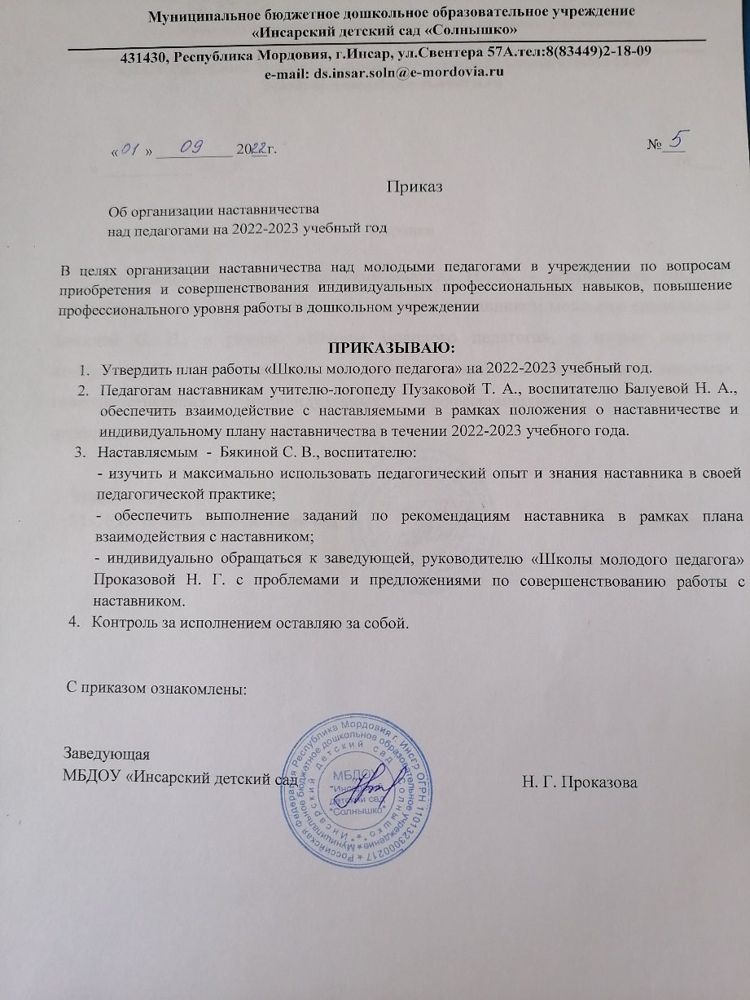 Муниципальное бюджетное дошкольное образовательное учреждение
«Инсарский детский сад «Солнышко»
431430, Республика Мордовия, г.Инсар, ул.Свентера 57А.тел:8(83449)2-18-09
e-mail: ds.insar.soln@e-mordovia.ru
« 01 » 09 2022г.
№ 5
Приказ
Об организации наставничества
над педагогами на 2022-2023 учебный год
В целях организации наставничества над молодыми педагогами в учреждении по вопросам
приобретения и совершенствования индивидуальных профессиональных навыков, повышение
профессионального уровня работы в дошкольном учреждении
ПРИКАЗЫВАЮ:
1. Утвердить план работы «Школы молодого педагога» на 2022-2023 учебный год.
2. Педагогам наставникам учителю-логопеду Пузаковой Т. А., воспитателю Балуевой Н. А.,
обеспечить взаимодействие с наставляемыми в рамках положения о наставничестве и
индивидуальному плану наставничества в течении 2022-2023 учебного года.
3. Наставляемым - Бякиной С. В., воспитателю:
- изучить и максимально использовать педагогический опыт и знания наставника в своей
педагогической практике;
- обеспечить выполнение заданий по рекомендациям наставника в рамках плана
взаимодействия с наставником;
- индивидуально обращаться к заведующей, руководителю «Школы молодого педагога»
Проказовой Н. Г. с проблемами и предложениями по совершенствованию работы с
наставником.
4. Контроль за исполнением оставляю за собой.
С приказом ознакомлены:
Заведующая
МБДОУ «Инсарский детский сад
Н. Г. Проказова
Российская Федерация Республика Мордовия г. Инсар ОГРН 1101323000217
Муниципальное бюджетное дошкольное образовательное учреждение
"Инсарский детский сад "Солнышко"
МБДОУ
"Инсарский
детский сад
"Солнышко"